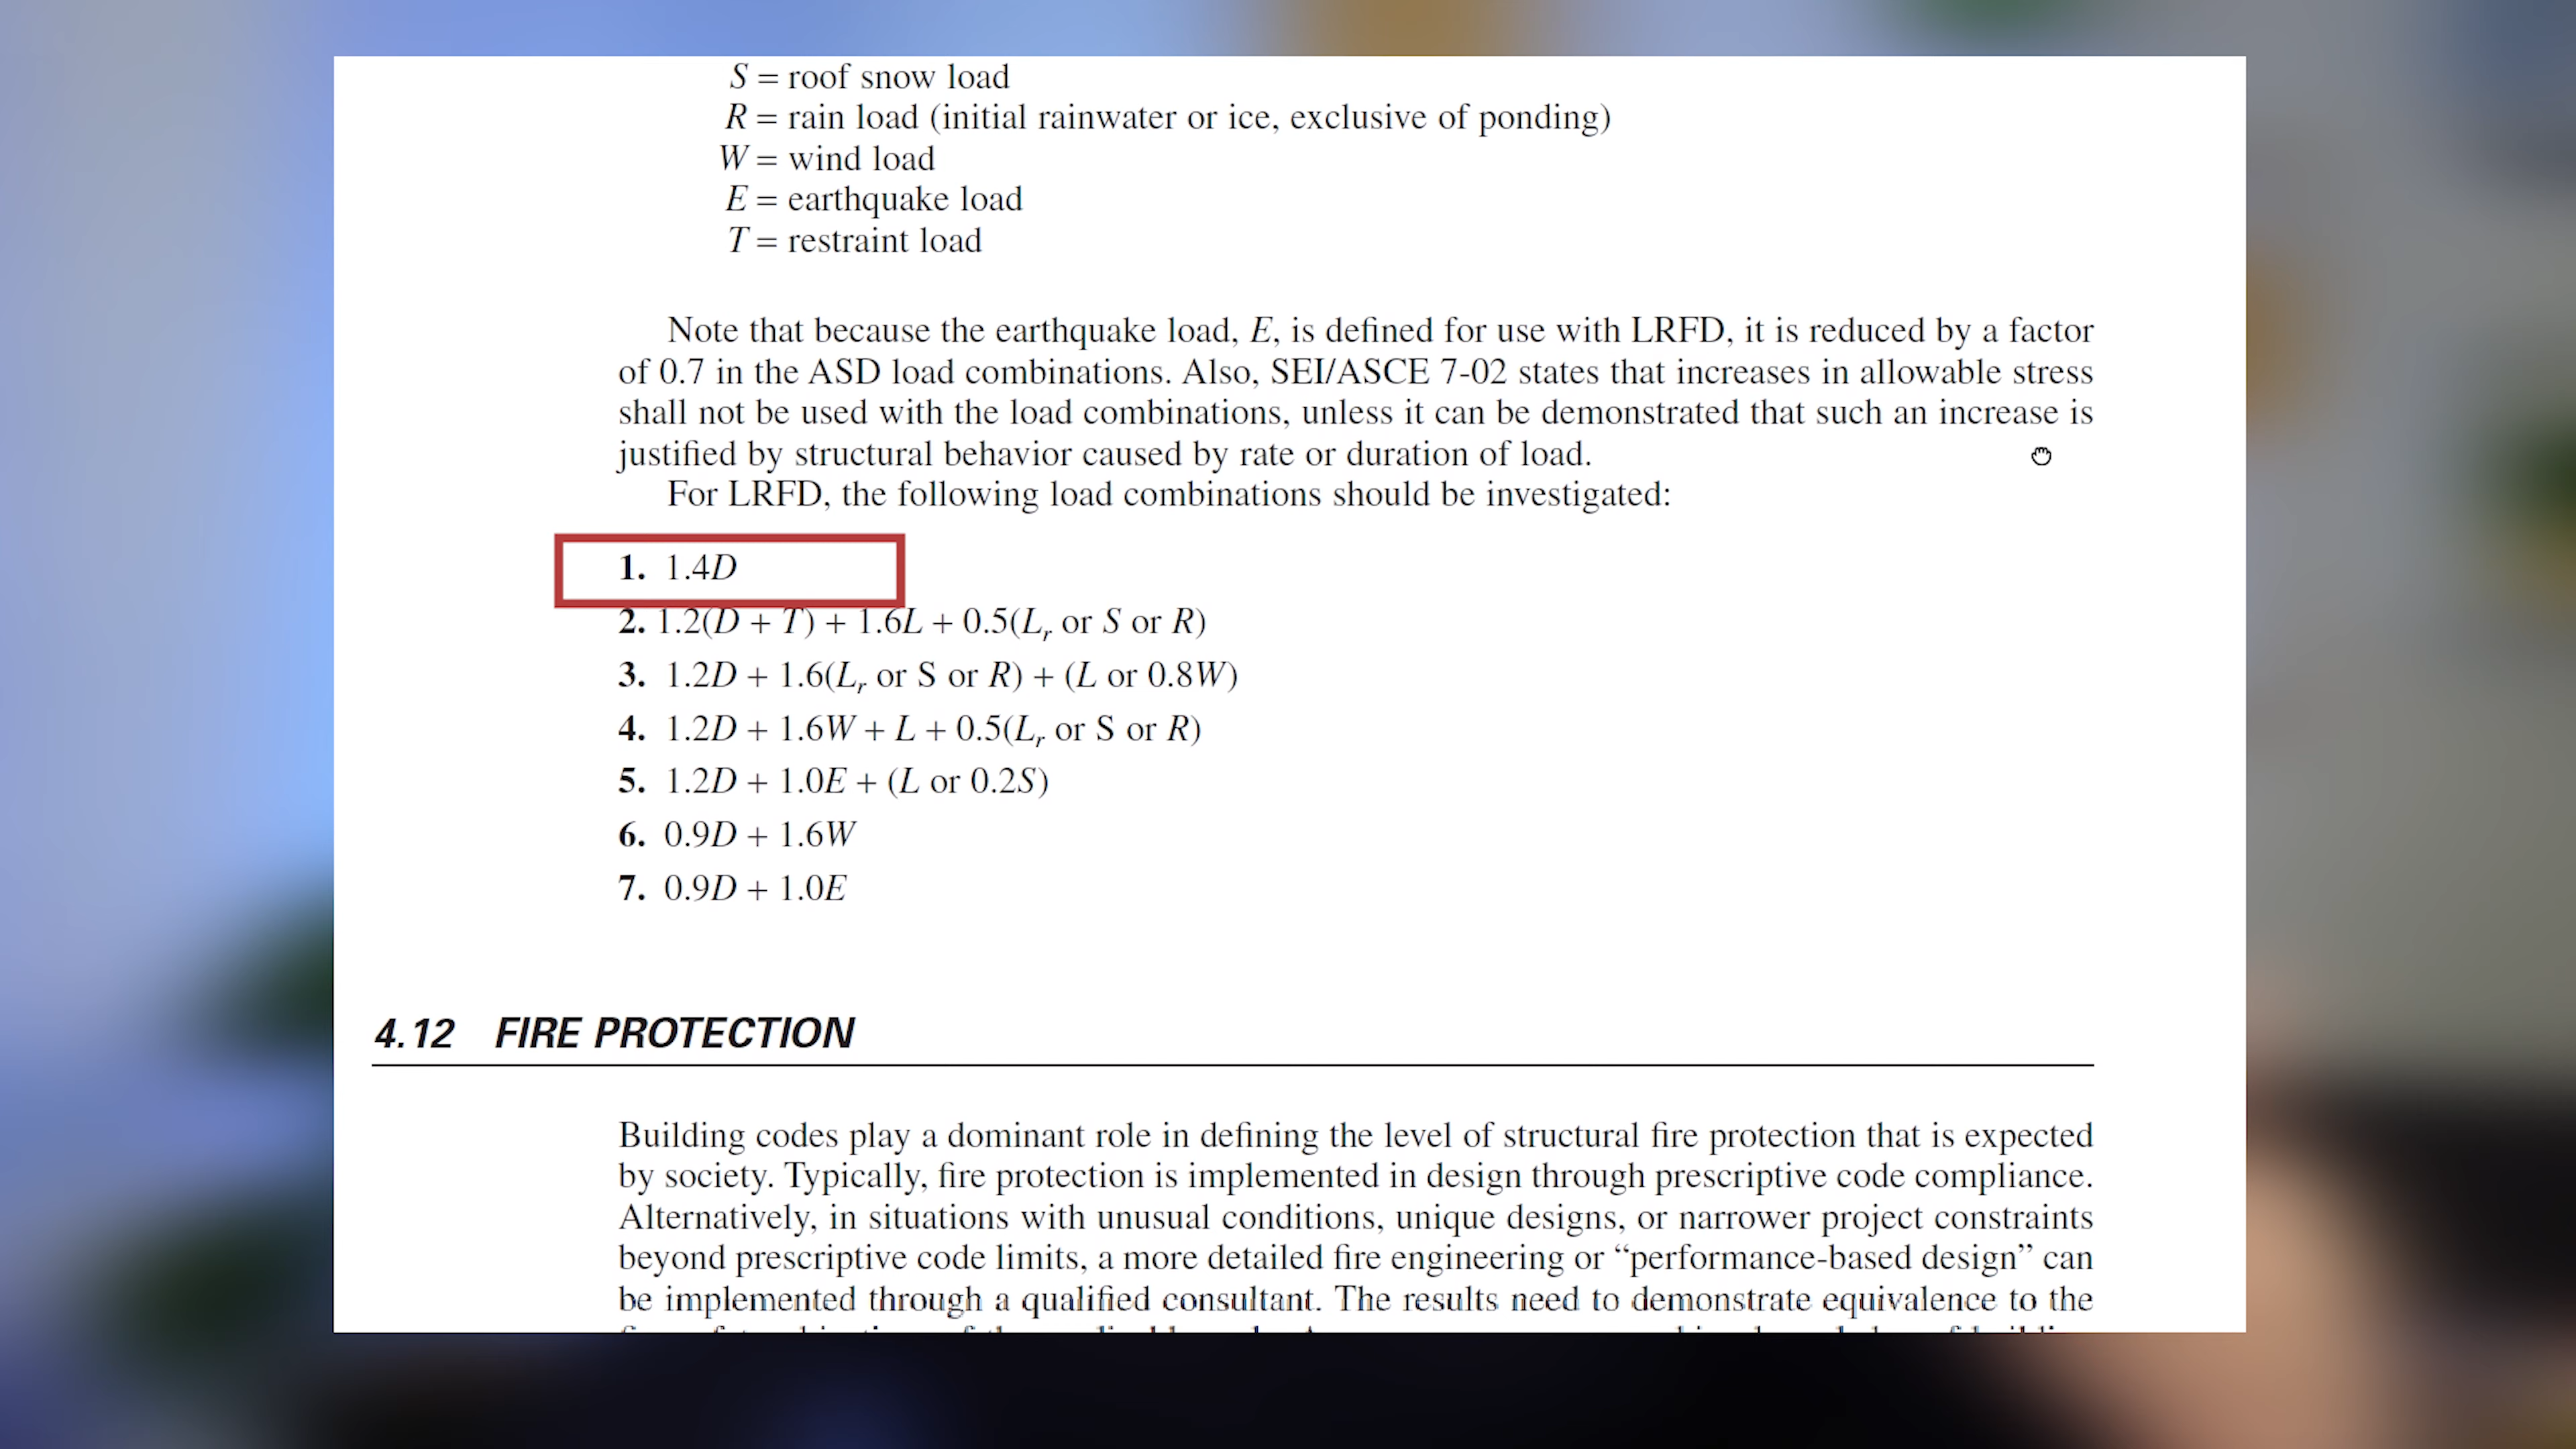 S = roof snow load
R = rain load (initial rainwater or ice, exclusive of ponding)
W = wind load
E = earthquake load
T = restraint load
Note that because the earthquake load, E, is defined for use with LRFD, it is reduced by a factor
of 0.7 in the ASD load combinations. Also, SEI/ASCE 7-02 states that increases in allowable stress
shall not be used with the load combinations, unless it can be demonstrated that such an increase is
justified by structural behavior caused by rate or duration of load.
For LRFD, the following load combinations should be investigated:
1. 1.4D
2. 1.2(D + T) + 1.6L + 0.5(Lr or S or R)
3. 1.2D + 1.6(Lr or S or R) + (L or 0.8W)
4. 1.2D + 1.6W + L + 0.5(Lr or S or R)
5. 1.2D + 1.0E + (L or 0.2S)
6. 0.9D + 1.6W
7. 0.9D + 1.0E
4.12 FIRE PROTECTION
Building codes play a dominant role in defining the level of structural fire protection that is expected
by society. Typically, fire protection is implemented in design through prescriptive code compliance.
Alternatively, in situations with unusual conditions, unique designs, or narrower project constraints
beyond prescriptive code limits, a more detailed fire engineering or “performance-based design” can
be implemented through a qualified consultant. The results need to demonstrate equivalence to the